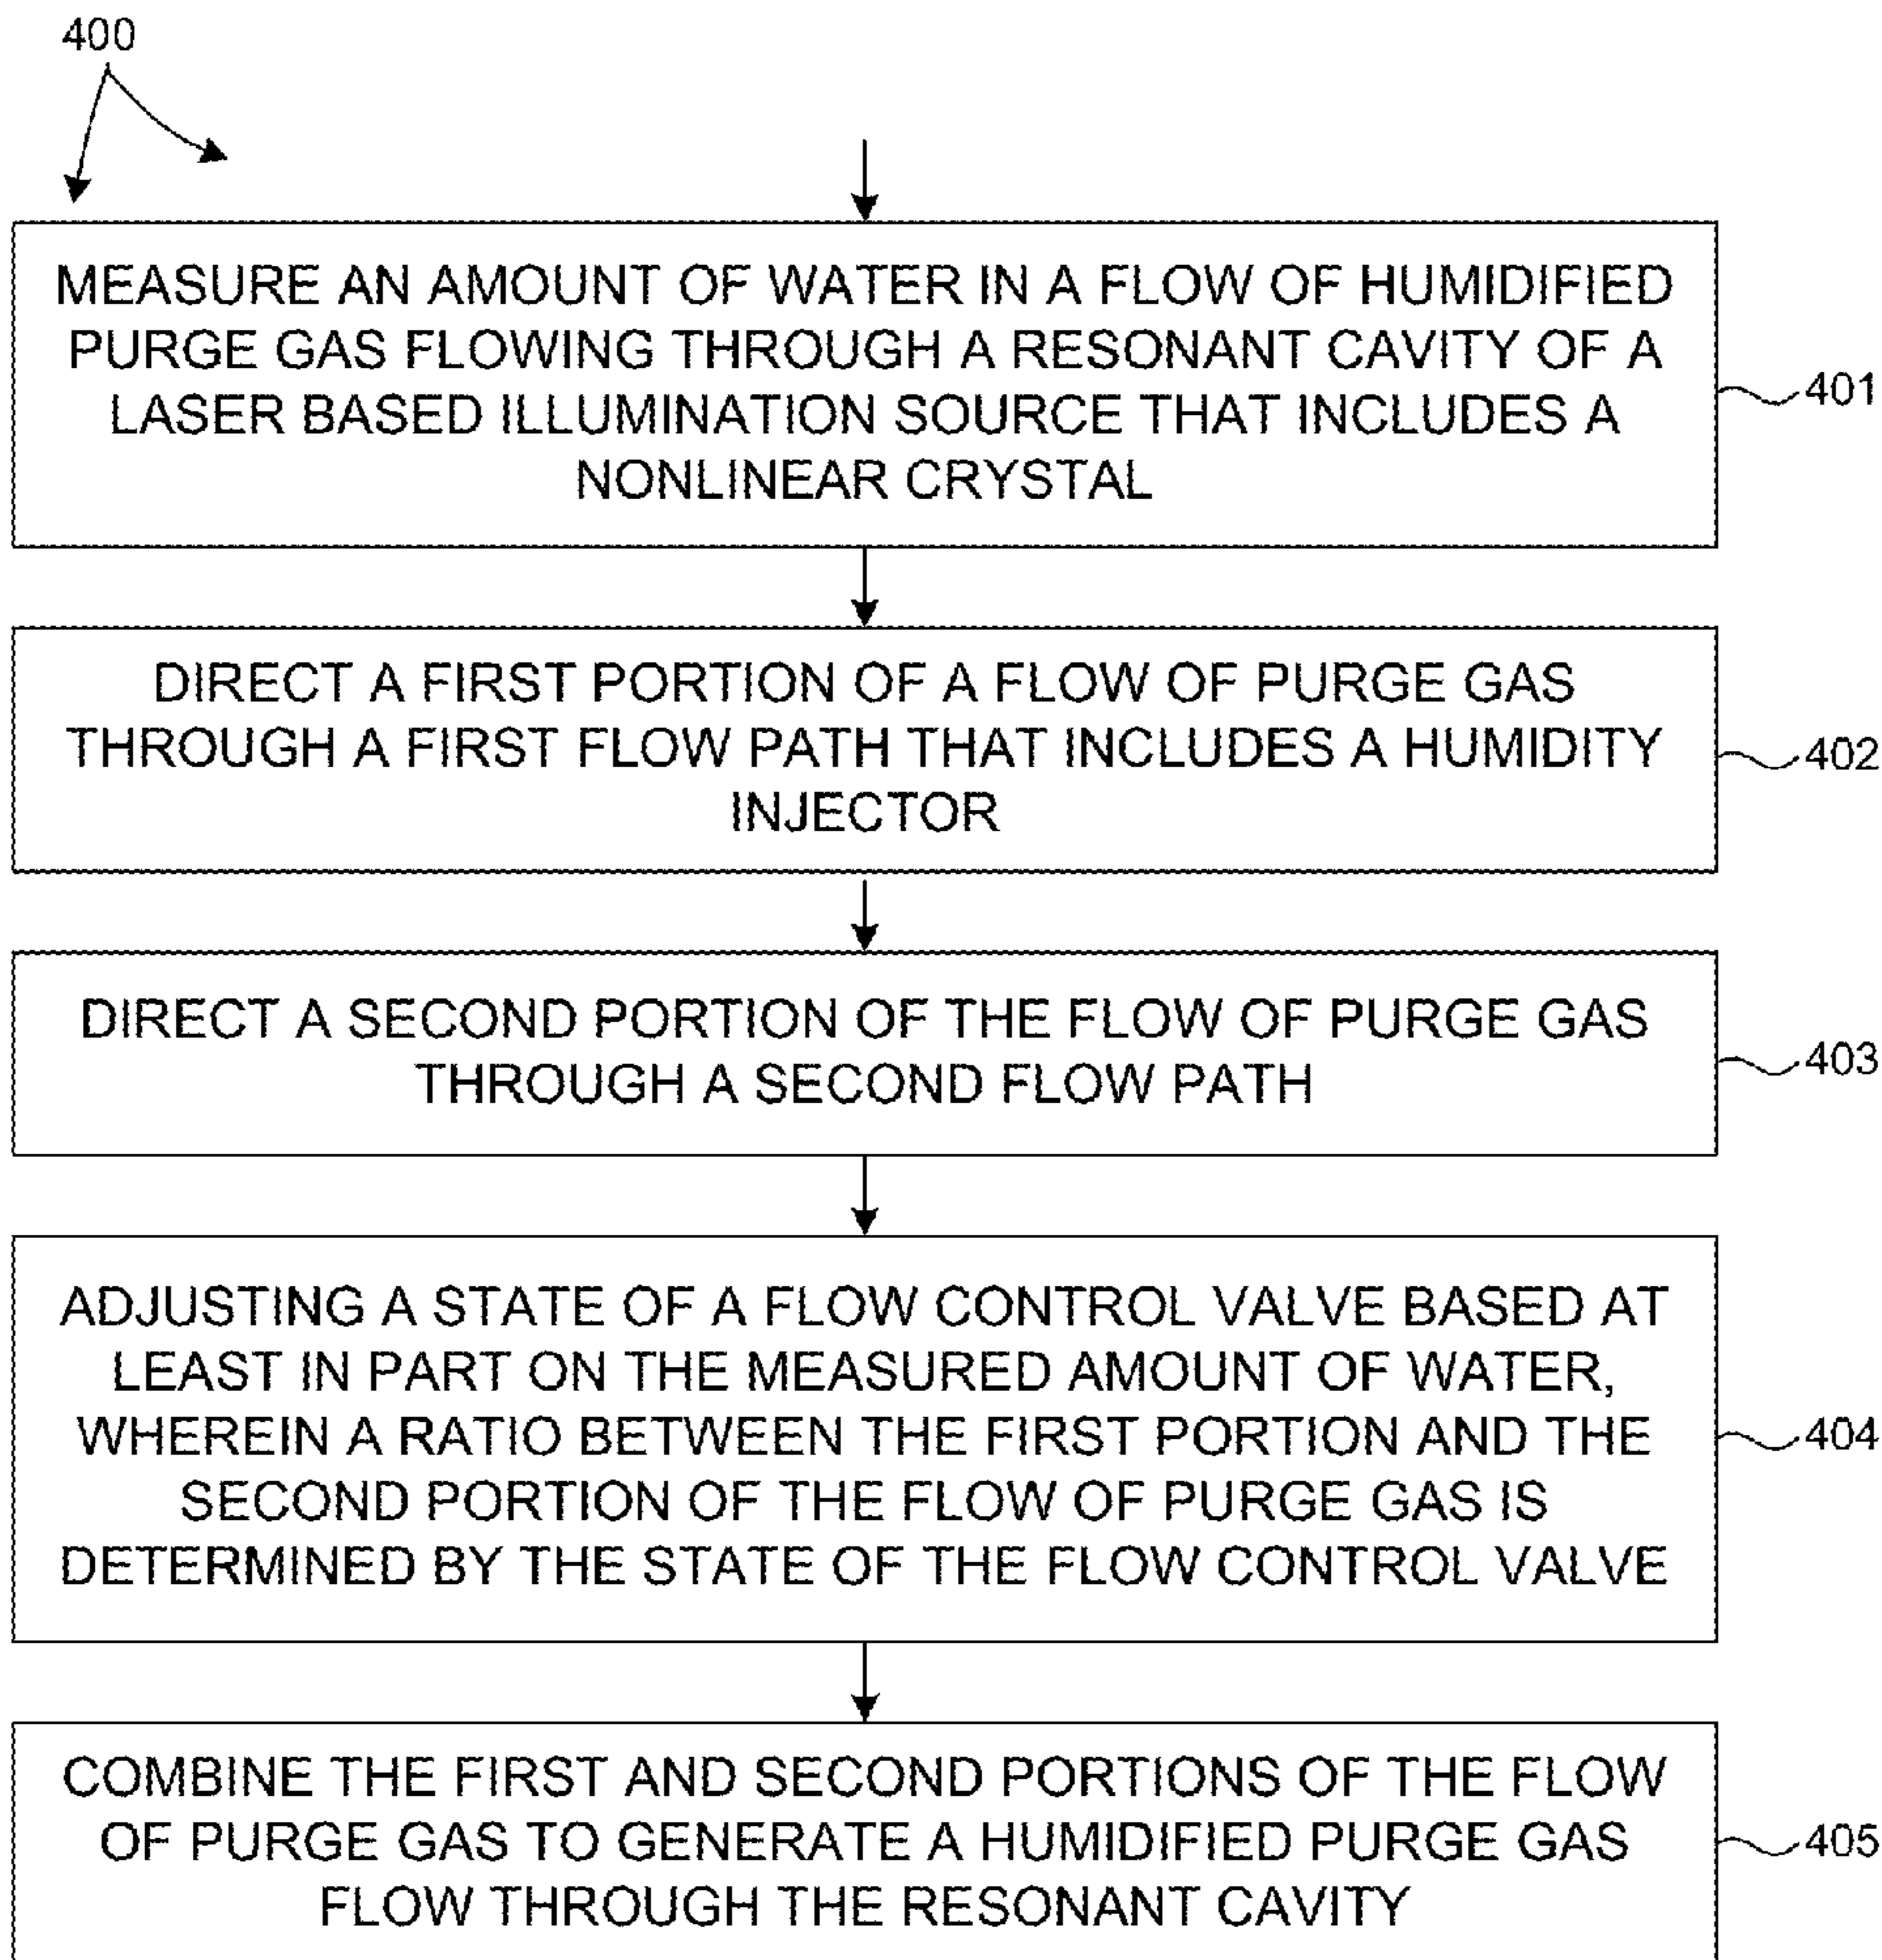 400
MEASURE AN AMOUNT OF WATER IN A FLOW OF HUMIDIFIED
PURGE GAS FLOWING THROUGH A RESONANT CAVITY OF A
LASER BASED ILLUMINATION SOURCE THAT INCLUDES A
NONLINEAR CRYSTAL
401
DIRECT A FIRST PORTION OF A FLOW OF PURGE GAS
THROUGH A FIRST FLOW PATH THAT INCLUDES A HUMIDITY
INJECTOR
402
DIRECT A SECOND PORTION OF THE FLOW OF PURGE GAS
THROUGH A SECOND FLOW PATH
403
ADJUSTING A STATE OF A FLOW CONTROL VALVE BASED AT
LEAST IN PART ON THE MEASURED AMOUNT OF WATER,
WHEREIN A RATIO BETWEEN THE FIRST PORTION AND THE
SECOND PORTION OF THE FLOW OF PURGE GAS IS
DETERMINED BY THE STATE OF THE FLOW CONTROL VALVE
404
COMBINE THE FIRST AND SECOND PORTIONS OF THE FLOW
OF PURGE GAS TO GENERATE A HUMIDIFIED PURGE GAS
FLOW THROUGH THE RESONANT CAVITY
405